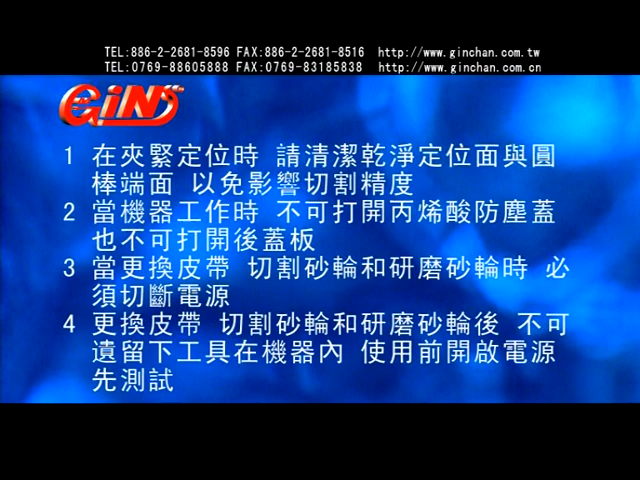 TEL:886-2-2681-8596 FAX:886-2-2681-8516 http://www.ginchan.com.tw
TEL:0769-88605888 FAX:0769-83185838 http://www.ginchan.com.cn
GiN
1 在夾緊定位時 請清潔乾淨定位面與圓
棒端面 以免影響切割精度
2 當機器工作時 不可打開丙烯酸防塵蓋
也不可打開後蓋板
3 當更換皮帶 切割砂輪和研磨砂輪時 必
須切斷電源
4 更換皮帶 切割砂輪和研磨砂輪後 不可
遺留下工具在機器內 使用前開啟電源
先測試